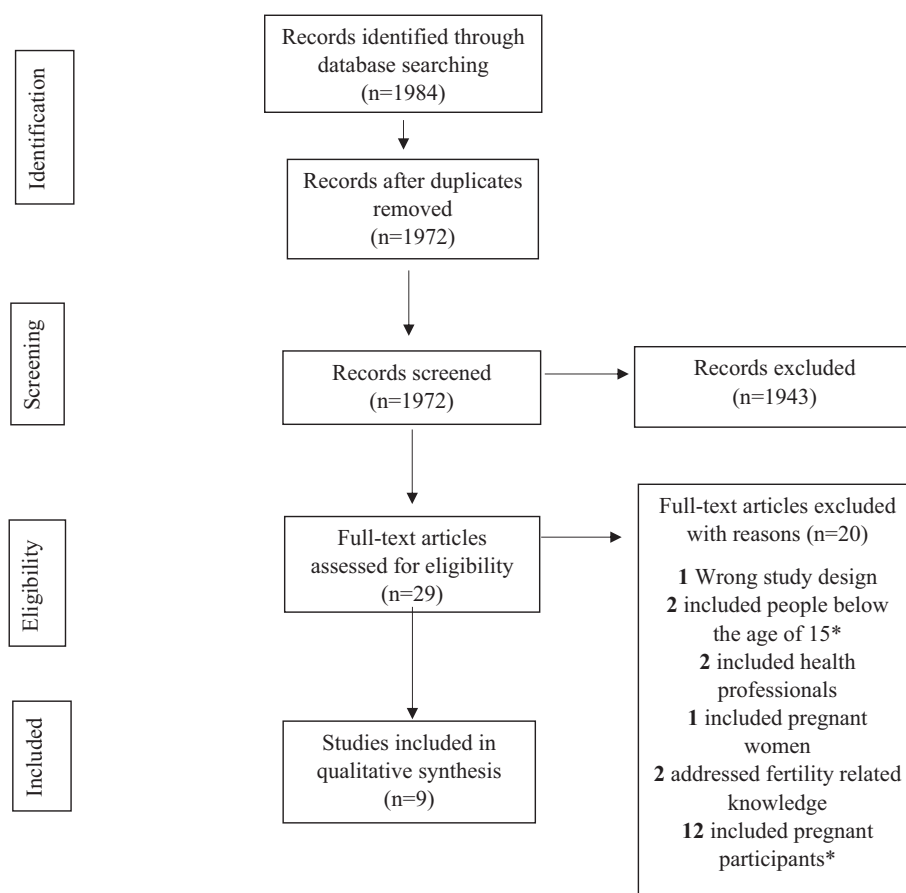 Identification
Records identified through
database searching
(n=1984)
Records after duplicates
removed
(n=1972)
Screening
Records screened
(n=1972)
Records excluded
(n=1943)
Eligibility
Full-text articles
assessed for eligibility
(n=29)
Full-text articles excluded
with reasons (n=20)
1 Wrong study design
2 included people below
the age of 15*
2 included health
professionals
1 included pregnant
women
2 addressed fertility related
knowledge
12 included pregnant
participants*
Included
Studies included in
qualitative synthesis
(n=9)